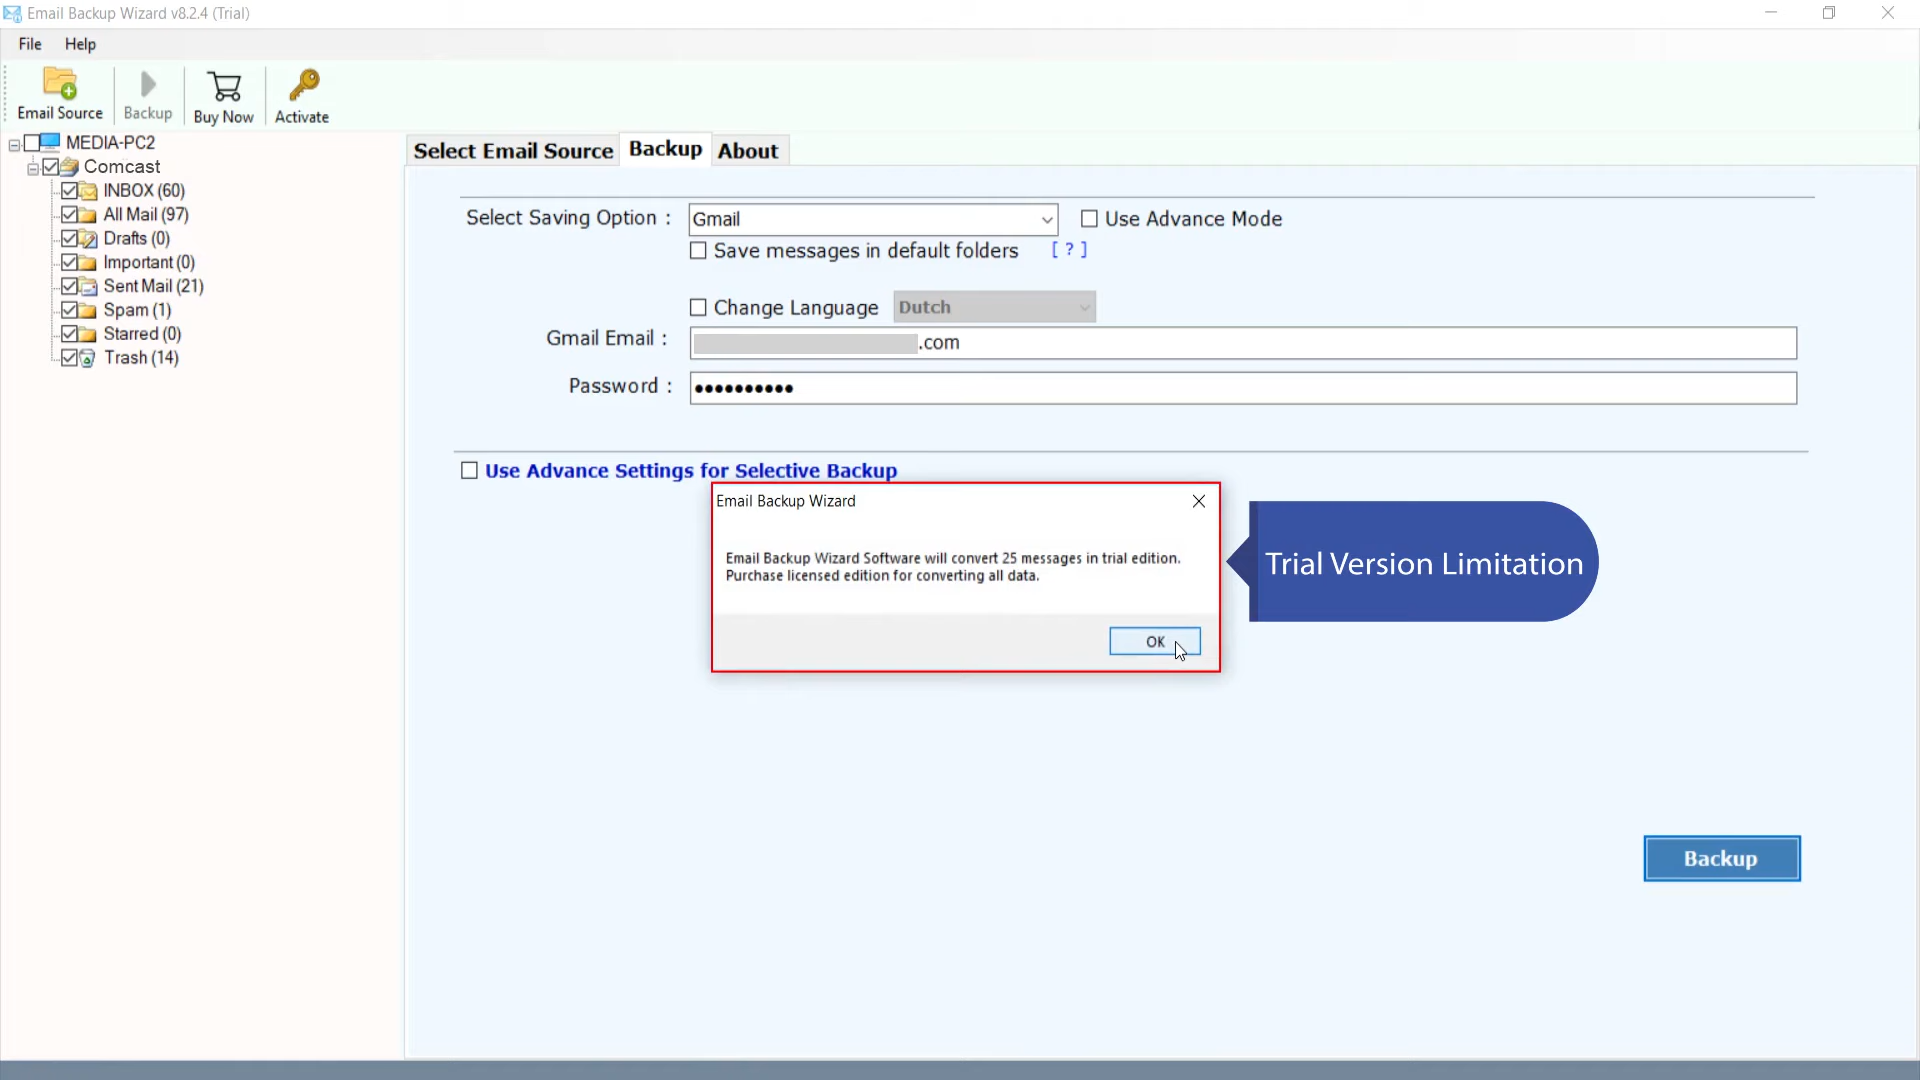 Email Backup Wizard v8.2.4 (Trial)
File Help
Email Source Backup Buy Now Activate
MEDIA-PC2
Comcast
INBOX (60)
All Mail (97)
Drafts (0)
Important (0)
Sent Mail (21)
Spam (1)
Starred (0)
Trash (14)
Select Email Source Backup About
Select Saving Option : Gmail Use Advance Mode
Save messages in default folders [ ? ]
Change Language Dutch
Gmail Email : .com
Password : ●●●●●●●●●●
Use Advance Settings for Selective Backup
Email Backup Wizard
Email Backup Wizard Software will convert 25 messages in trial edition.
Purchase licensed edition for converting all data.
OK
Trial Version Limitation
Backup